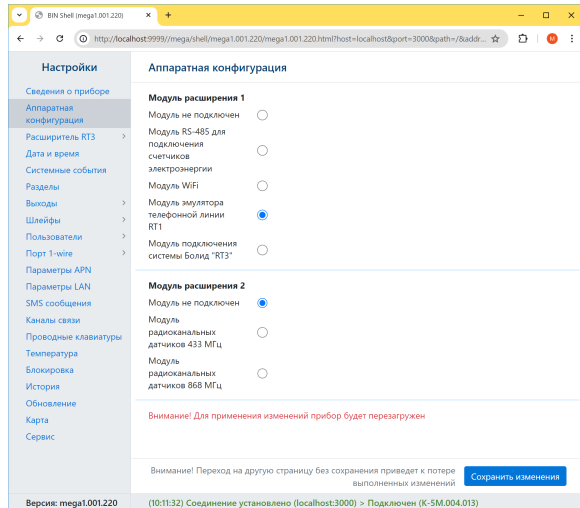 BIN Shell (mega1.001.220)
http://localhost:9999//mega/shell/mega1.001.220/mega1.001.220.html?host=localhost&port=3000&path=/&addr...
M
Настройки
Сведения о приборе
Аппаратная
конфигурация
Расширитель RT3
Дата и время
Системные события
Разделы
Выходы
Шлейфы
Пользователи
Порт 1-wire
Параметры APN
Параметры LAN
SMS сообщения
Каналы связи
Проводные клавиатуры
Температура
Блокировка
История
Обновление
Карта
Сервис
Версия: mega1.001.220
Аппаратная конфигурация
Модуль расширения 1
Модуль не подключен
Модуль RS-485 для
подключения
счетчиков
электроэнергии
Модуль WiFi
Модуль эмулятора
телефонной линии
RT1
Модуль подключения
системы Болид "RT3"
Модуль расширения 2
Модуль не подключен
Модуль
радиоканальных
датчиков 433 МГц
Модуль
радиоканальных
датчиков 868 МГц
Внимание! Для применения изменений прибор будет перезагружен
Внимание! Переход на другую страницу без сохранения приведет к потере
выполненных изменений
Сохранить изменения
(10:11:32) Соединение установлено (localhost:3000) > Подключен (K-5M.004.013)